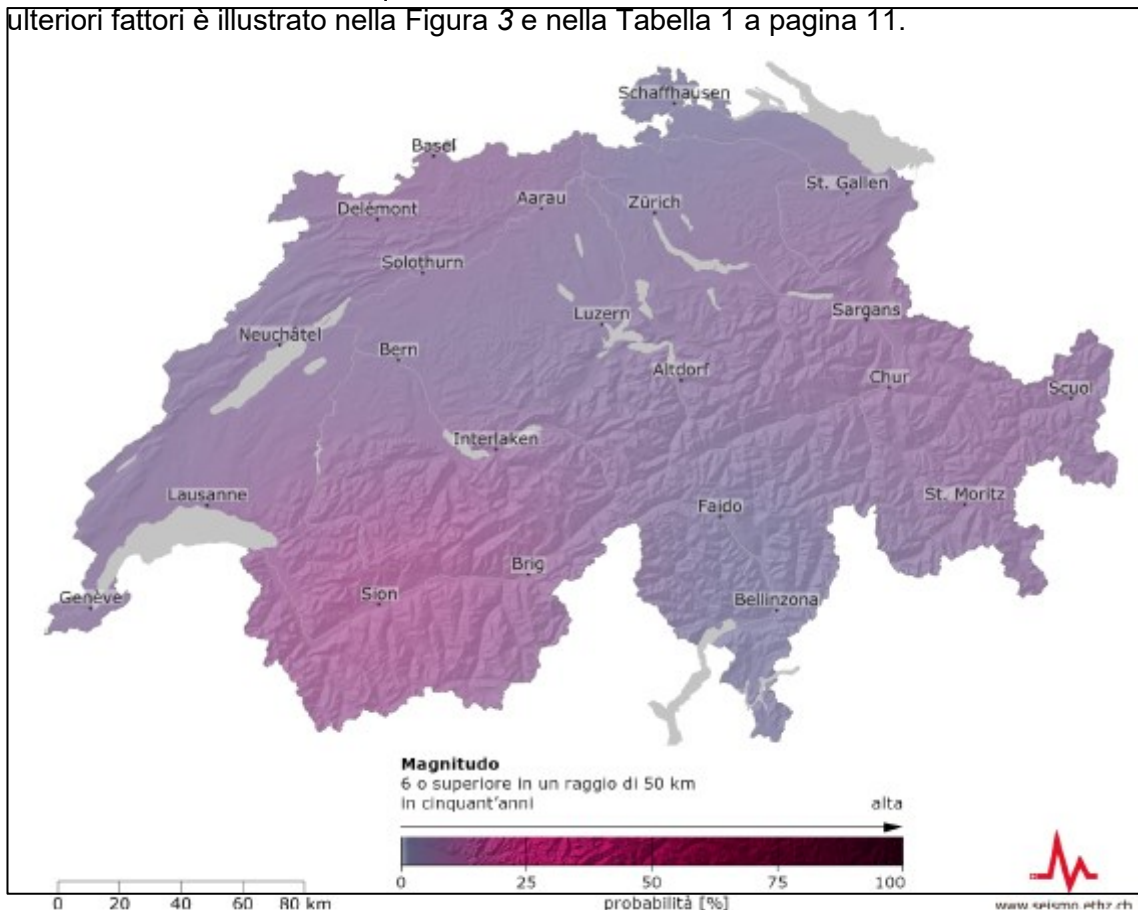 ulteriori fattori è illustrato nella Figura 3 e nella Tabella 1 a pagina 11.
Schaffhausen
Basel
St. Gallen
Aarau
Zürich
Delémont
Solothurn
Sargans
Luzern
Neuchâtel
Bern
Altdorf
Chur
Scuol
Interlaken
Lausanne
St. Moritz
Faido
Brig
Sion
Genève
Bellinzona
Magnitudo
6 o superiore in un raggio di 50 km
in cinquant'anni
alta
0 25 50 75 100
probabilità [%]
0 20 40 60 80 km
www.seismo.ethz.ch